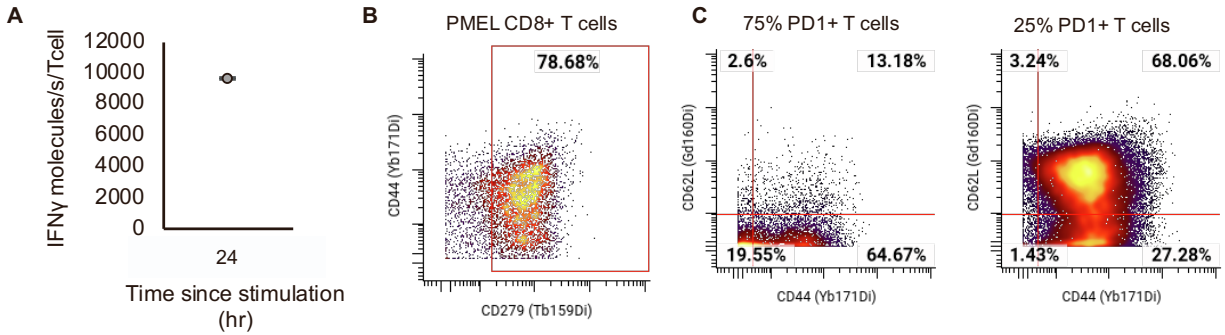 A
12000
10000
8000
6000
4000
2000
0
IFNγ molecules/s/Tcell
24
Time since stimulation
(hr)
B
PMEL CD8+ T cells
78.68%
CD44 (Yb171Di)
CD279 (Tb159Di)
C
75% PD1+ T cells
2.6%
13.18%
19.55%
64.67%
CD62L (Gd160Di)
CD44 (Yb171Di)
25% PD1+ T cells
3.24%
68.06%
1.43%
27.28%
CD62L (Gd160Di)
CD44 (Yb171Di)